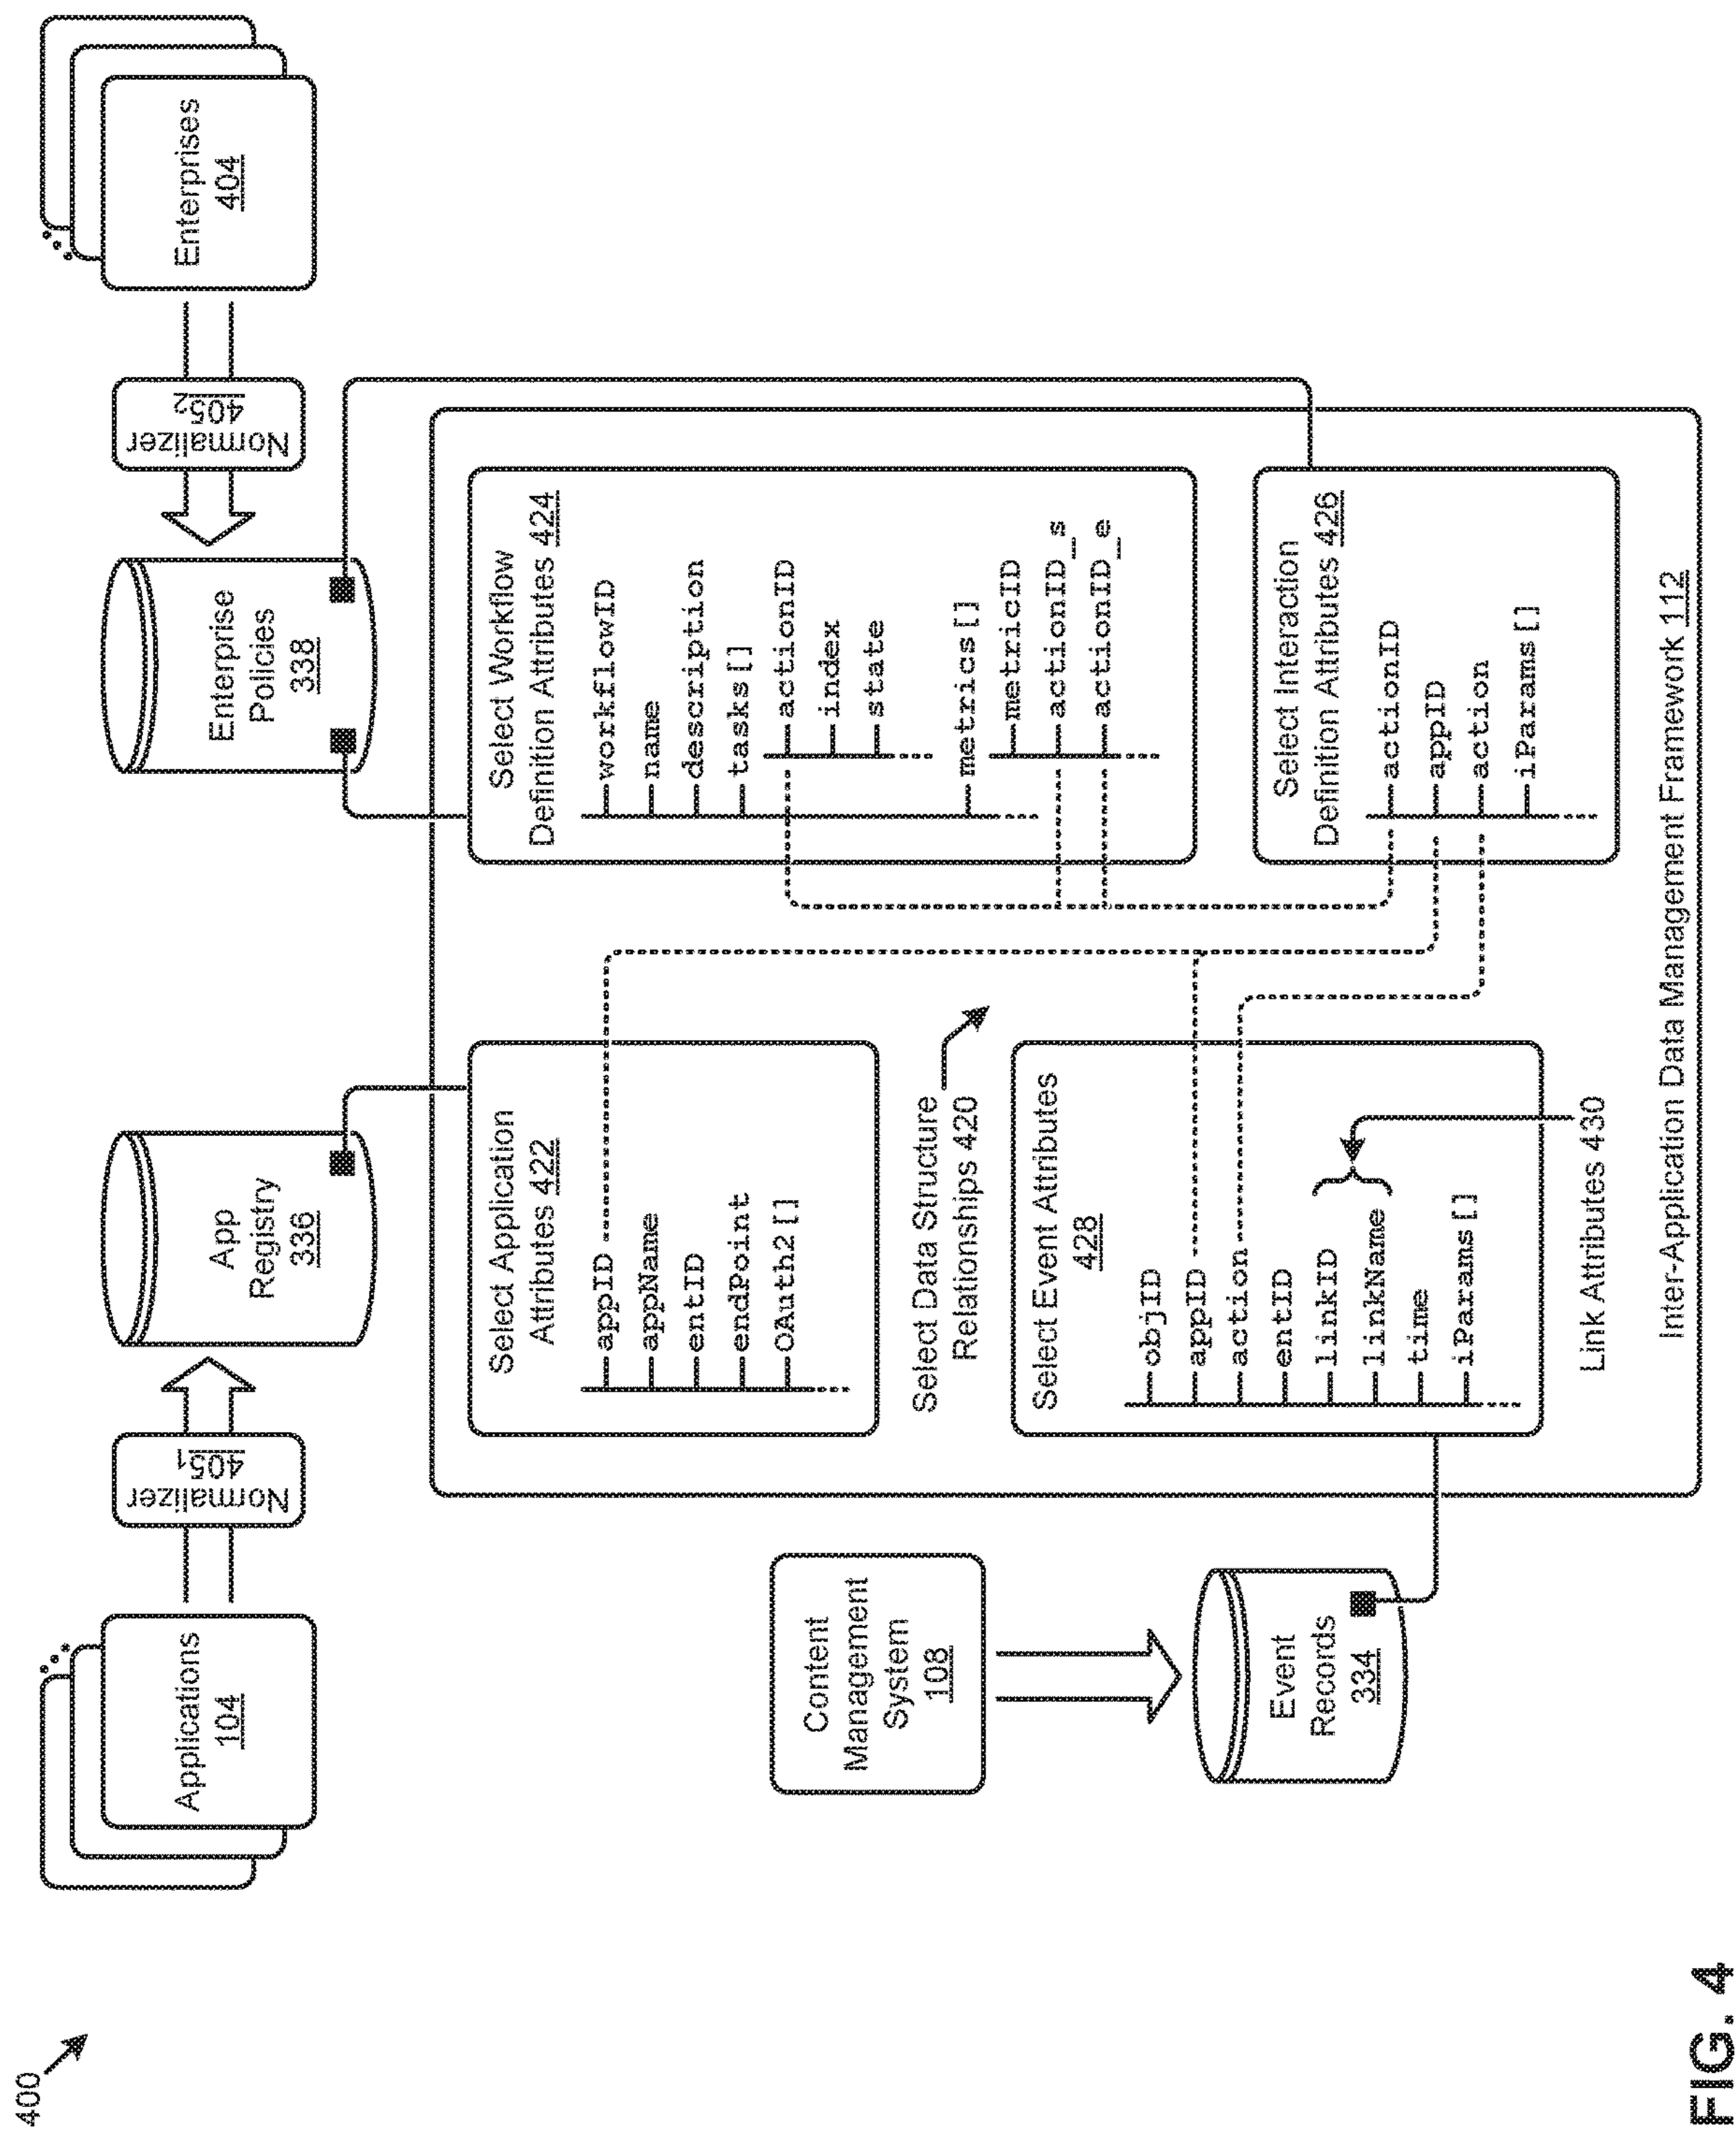 400
Applications
104
Normalizer
405₁
App
Registry
336
Enterprise
Policies
338
Normalizer
405₂
Enterprises
404
Content
Management
System
108
Event
Records
334
Select Application
Attributes 422
appID
appName
entID
endPoint
OAuth2[]
Select Workflow
Definition Attributes 424
workflowID
name
description
tasks[]
actionID
index
state
metrics[]
metricID
actionID_s
actionID_e
Select Data Structure
Relationships 420
Select Event Attributes
428
objID
appID
action
entID
linkID
linkName
time
iParams[]
Select Interaction
Definition Attributes 426
actionID
appID
action
iParams[]
Link Attributes 430
Inter-Application Data Management Framework 112
FIG. 4